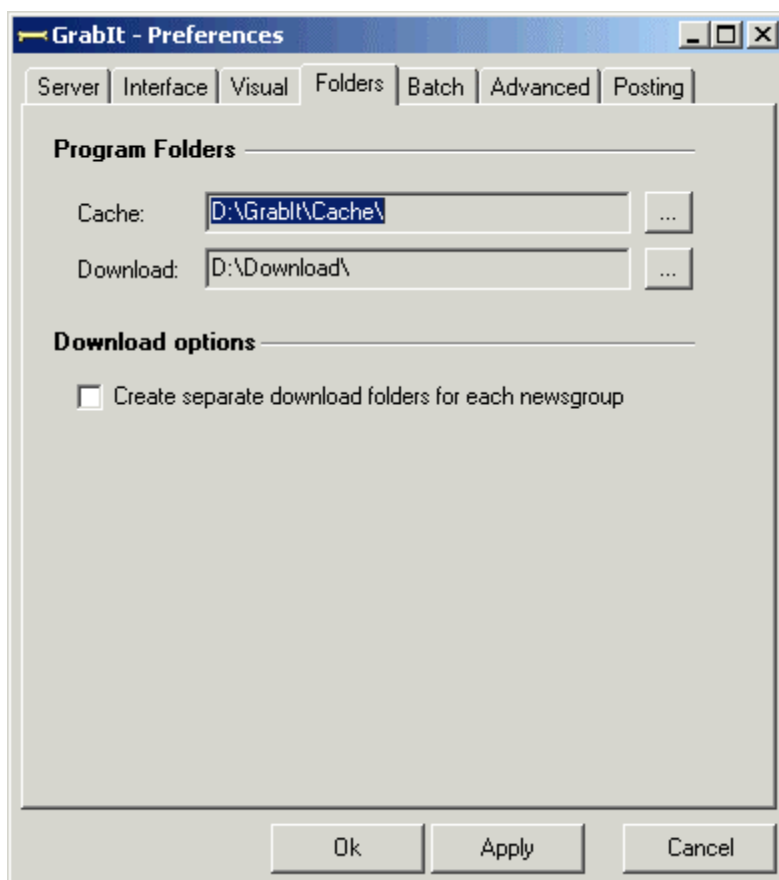 GrabIt - Preferences
Server Interface Visual Folders Batch Advanced Posting
Program Folders
Cache: D:\GrabIt\Cache\ ...
Download: D:\Download\ ...
Download options
Create separate download folders for each newsgroup
Ok Apply Cancel